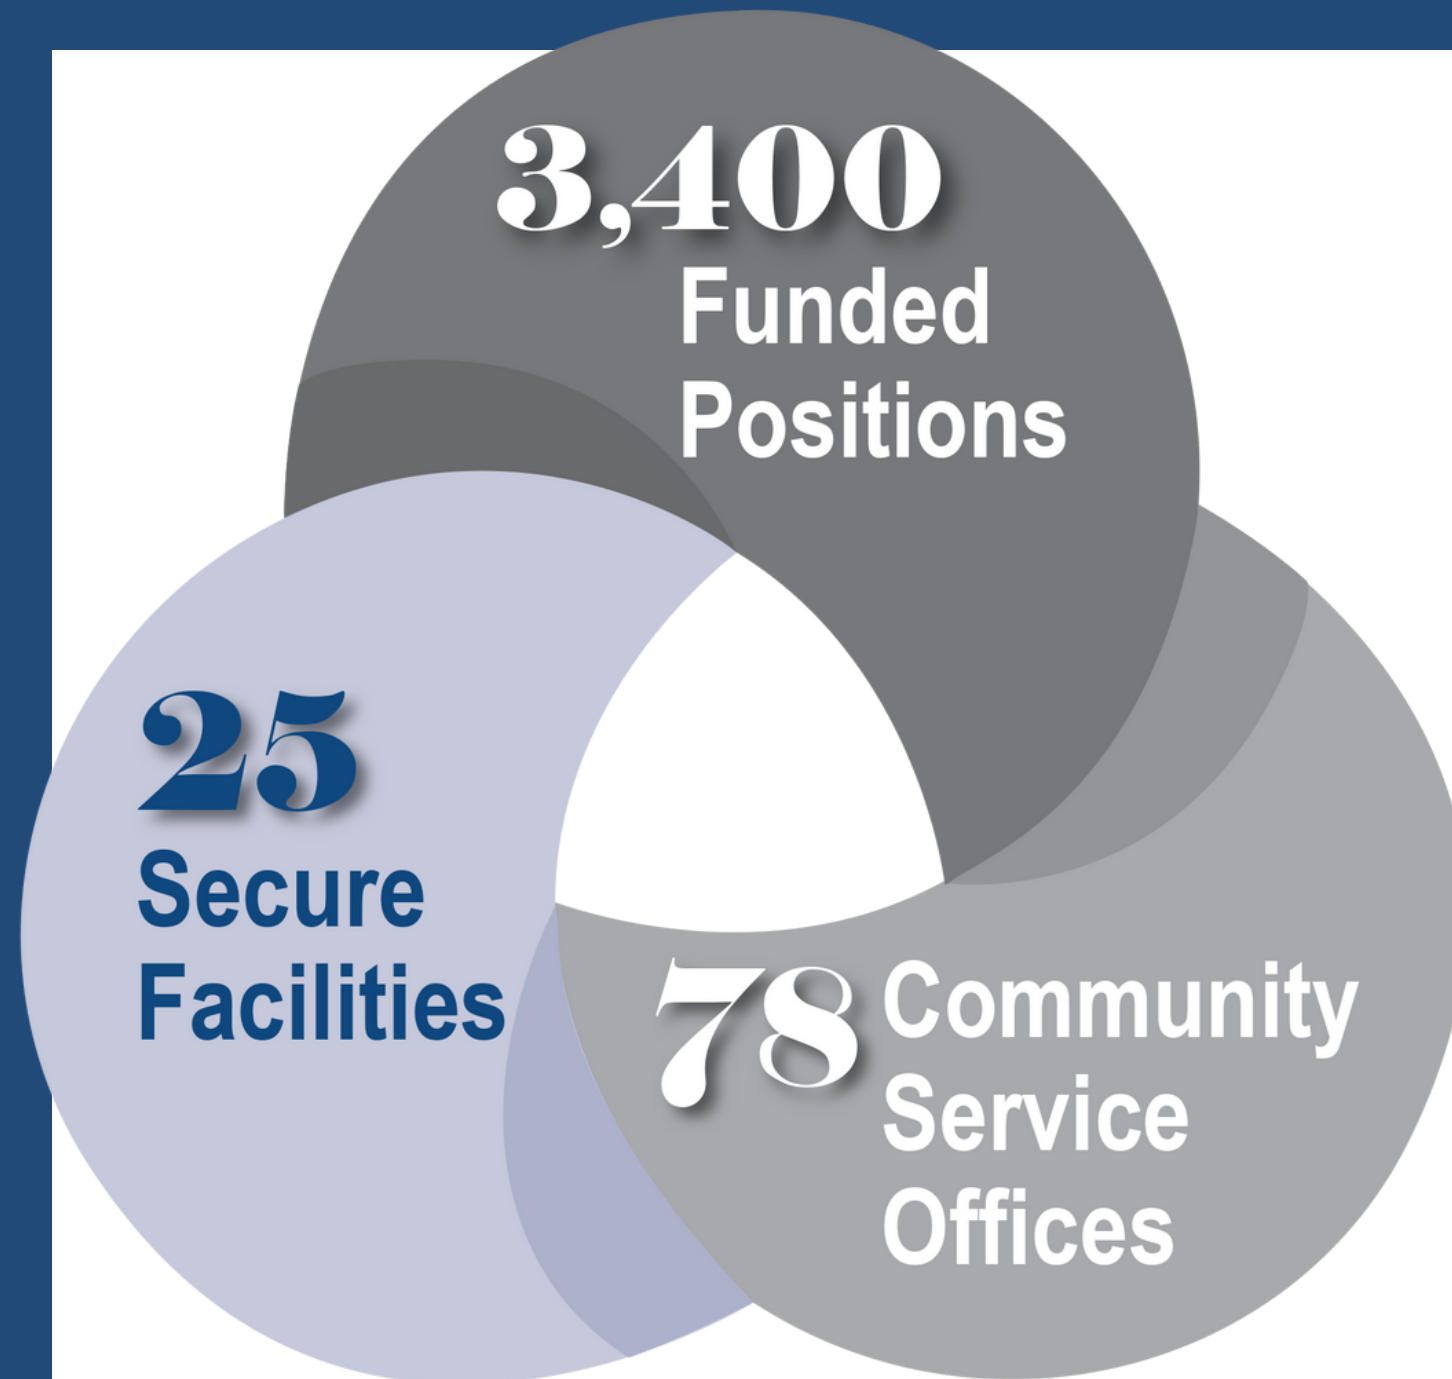 3,400
Funded
Positions
25
Secure
Facilities
78 Community
Service
Offices